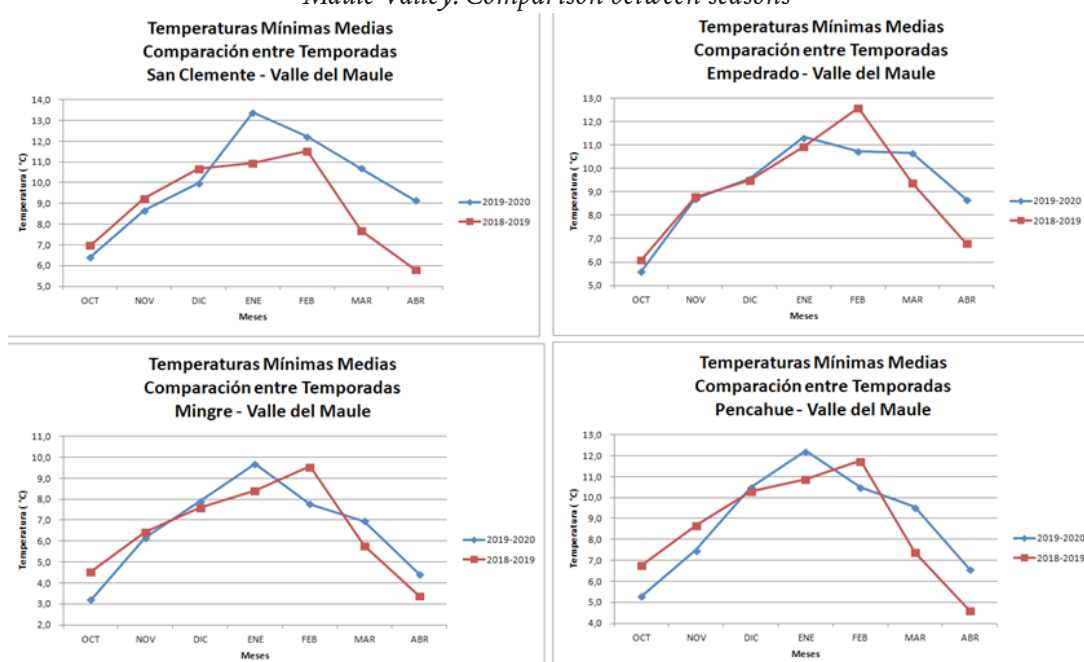 Maule Valley. Comparison between seasons
Temperaturas Mínimas Medias
Comparación entre Temporadas
San Clemente - Valle del Maule
14,0
13,0
12,0
11,0
10,0
9,0
8,0
7,0
6,0
5,0
Temperatura ( °C)
OCT NOV DIC ENE FEB MAR ABR
Meses
2019-2020
2018-2019
Temperaturas Mínimas Medias
Comparación entre Temporadas
Empedrado - Valle del Maule
13,0
12,0
11,0
10,0
9,0
8,0
7,0
6,0
5,0
Temperatura ( °C)
OCT NOV DIC ENE FEB MAR ABR
Meses
2019-2020
2018-2019
Temperaturas Mínimas Medias
Comparación entre Temporadas
Mingre - Valle del Maule
11,0
10,0
9,0
8,0
7,0
6,0
5,0
4,0
3,0
2,0
Temperatura ( °C)
OCT NOV DIC ENE FEB MAR ABR
Meses
2019-2020
2018-2019
Temperaturas Mínimas Medias
Comparación entre Temporadas
Pencahue - Valle del Maule
13,0
12,0
11,0
10,0
9,0
8,0
7,0
6,0
5,0
4,0
Temperatura ( °C)
OCT NOV DIC ENE FEB MAR ABR
Meses
2019-2020
2018-2019